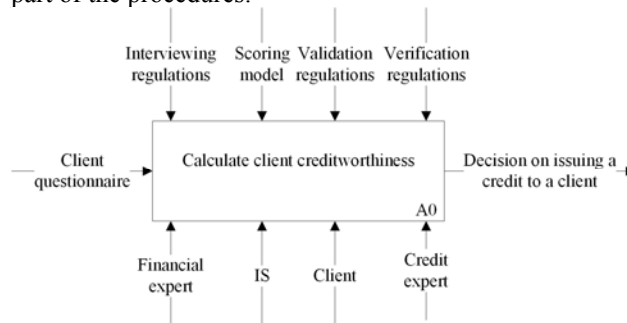 part of the procedures.
Interviewing regulations
Scoring model
Validation regulations
Verification regulations
Client questionnaire
Calculate client creditworthiness
Decision on issuing a credit to a client
A0
Financial expert
IS
Client
Credit expert